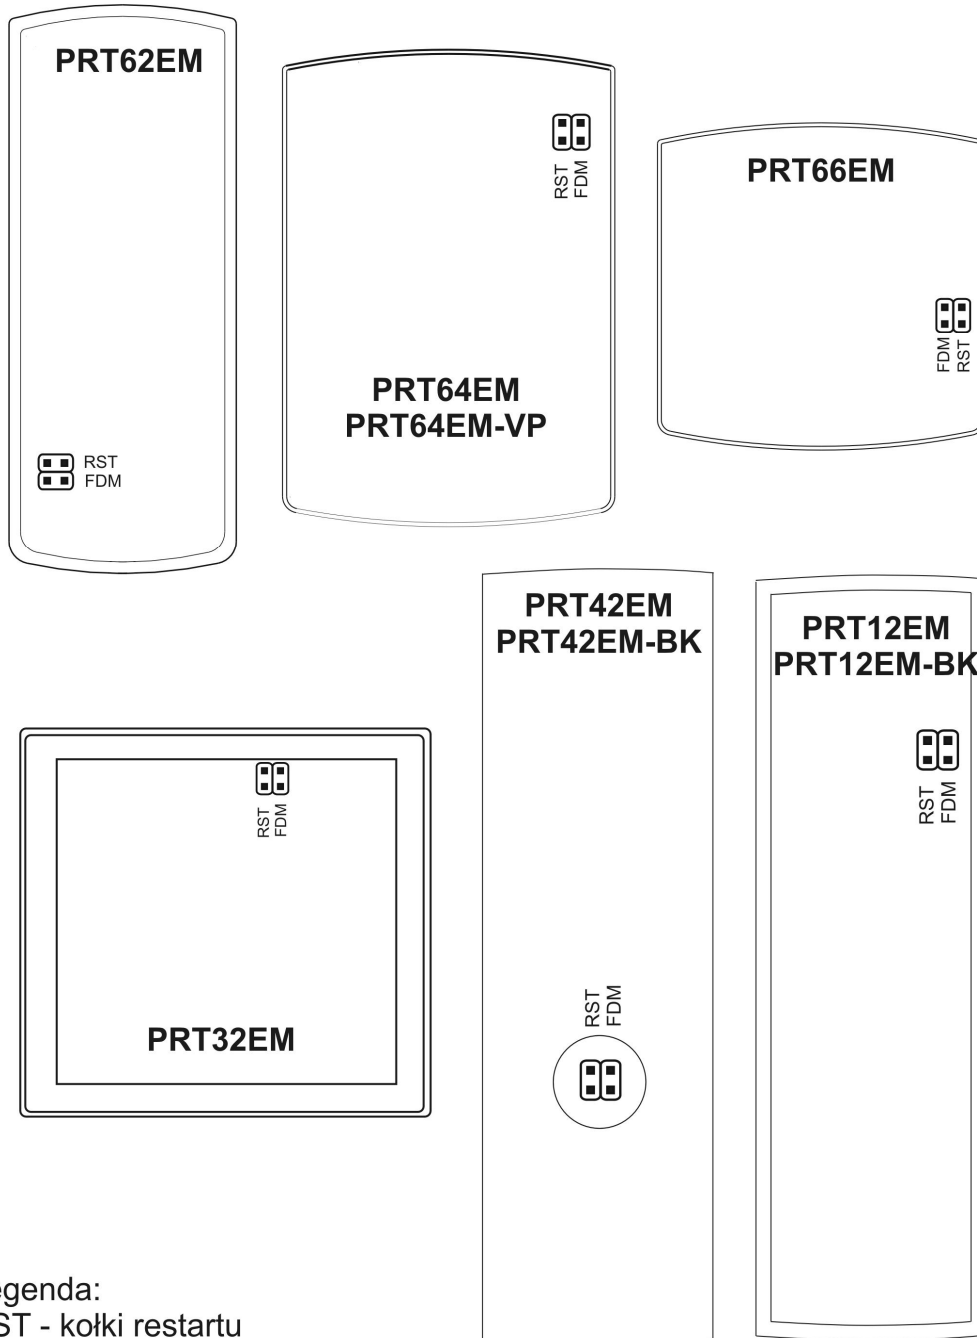 PRT62EM
RST
FDM
RST
FDM
PRT64EM
PRT64EM-VP
PRT66EM
FDM
RST
PRT42EM
PRT42EM-BK
RST
FDM
PRT12EM
PRT12EM-BK
RST
FDM
RST
FDM
PRT32EM
egenda:
ST - kołki restartu